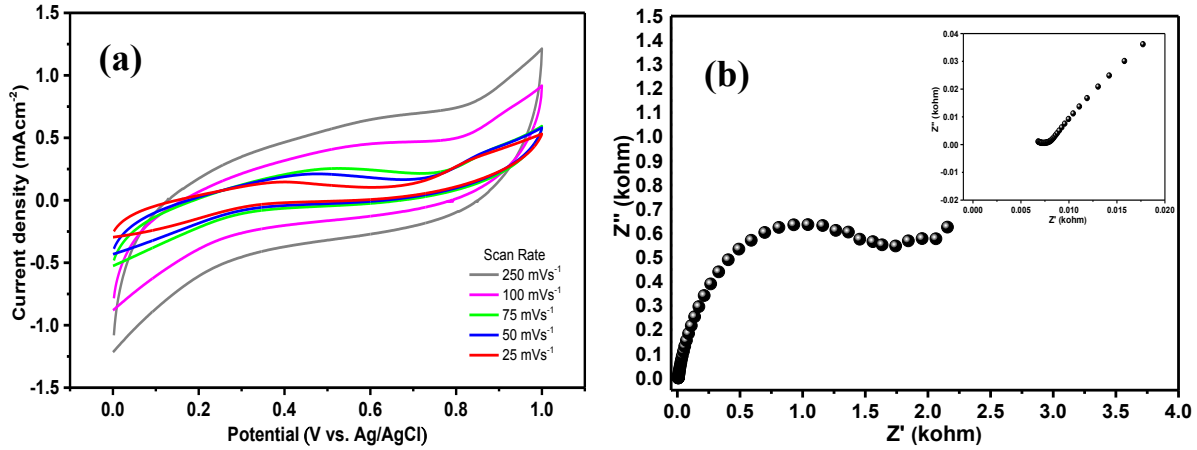 (a)
1.5
1.0
0.5
0.0
-0.5
-1.0
-1.5
Current density (mAcm⁻²)
0.0 0.2 0.4 0.6 0.8 1.0
Potential (V vs. Ag/AgCl)
Scan Rate
250 mVs⁻¹
100 mVs⁻¹
75 mVs⁻¹
50 mVs⁻¹
25 mVs⁻¹
(b)
1.5
1.4
1.3
1.2
1.1
1.0
0.9
0.8
0.7
0.6
0.5
0.4
0.3
0.2
0.1
0.0
Z'' (kohm)
0.0 0.5 1.0 1.5 2.0 2.5 3.0 3.5 4.0
Z' (kohm)
0.04
0.03
0.02
0.01
0.00
-0.01
-0.02
Z'' (kohm)
0.000 0.005 0.010 0.015 0.020
Z' (kohm)